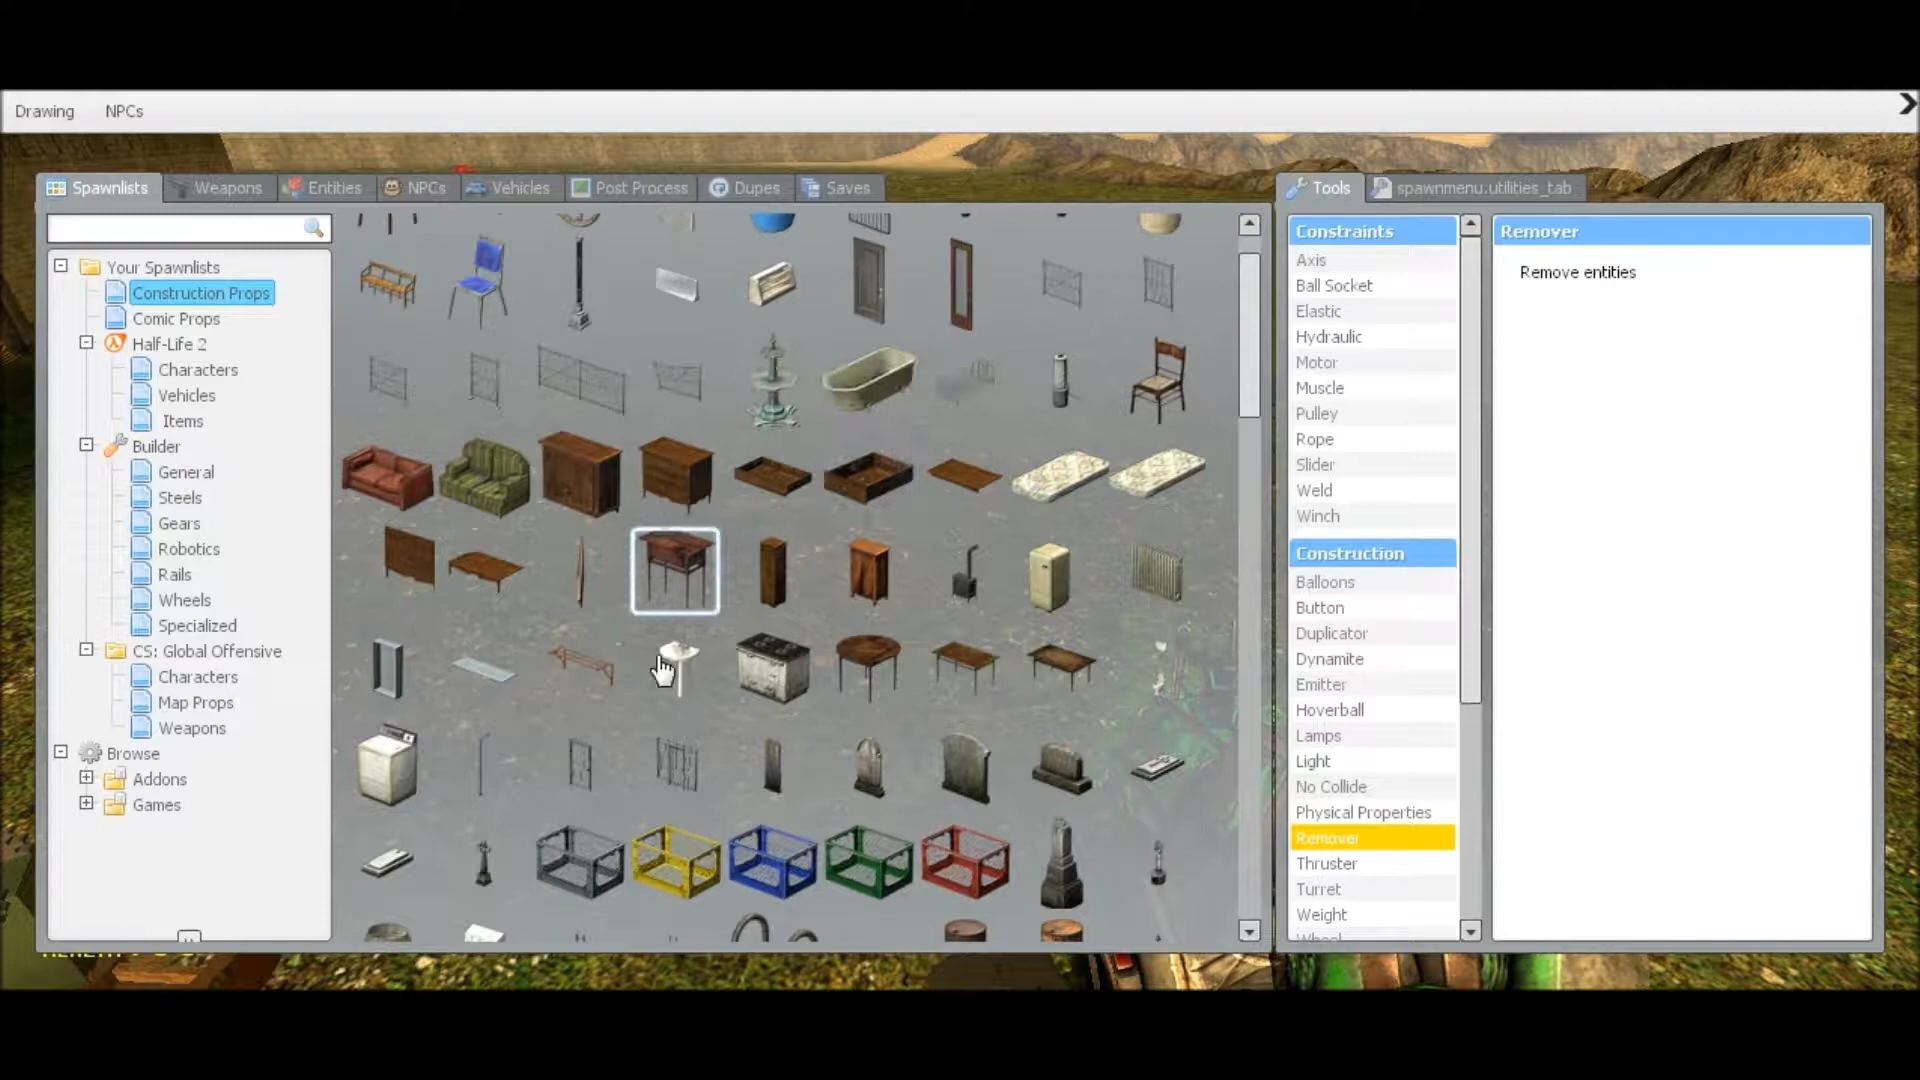 Drawing NPCs
Spawnlists Weapons Entities NPCs Vehicles Post Process Dupes Saves
Tools spawnmenu.utilities_tab
Your Spawnlists
Construction Props
Comic Props
Half-Life 2
Characters
Vehicles
Items
Builder
General
Steels
Gears
Robotics
Rails
Wheels
Specialized
CS: Global Offensive
Characters
Map Props
Weapons
Browse
Addons
Games
Constraints
Axis
Ball Socket
Elastic
Hydraulic
Motor
Muscle
Pulley
Rope
Slider
Weld
Winch
Construction
Balloons
Button
Duplicator
Dynamite
Emitter
Hoverball
Lamps
Light
No Collide
Physical Properties
Remover
Thruster
Turret
Weight
Wheel
Remover
Remove entities